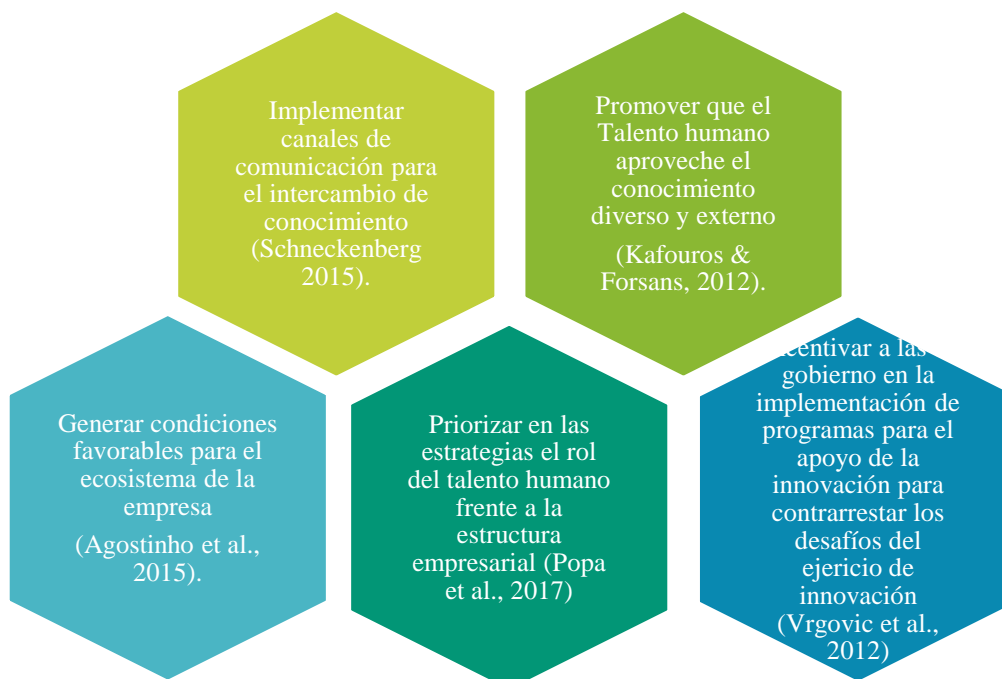 Implementar
canales de
comunicación para
el intercambio de
conocimiento
(Schneckenberg
2015).
Promover que el
Talento humano
aproveche el
conocimiento
diverso y externo
(Kafouros &
Forsans, 2012).
Generar condiciones
favorables para el
ecosistema de la
empresa
(Agostinho et al.,
2015).
Priorizar en las
estrategias el rol
del talento humano
frente a la
estructura
empresarial (Popa
et al., 2017)
a las
gobierno en la
implementación de
programas para el
apoyo de la
innovación para
contrarrestar los
desafíos del
ejericio de
innovación
(Vrgovic et al.,
2012)